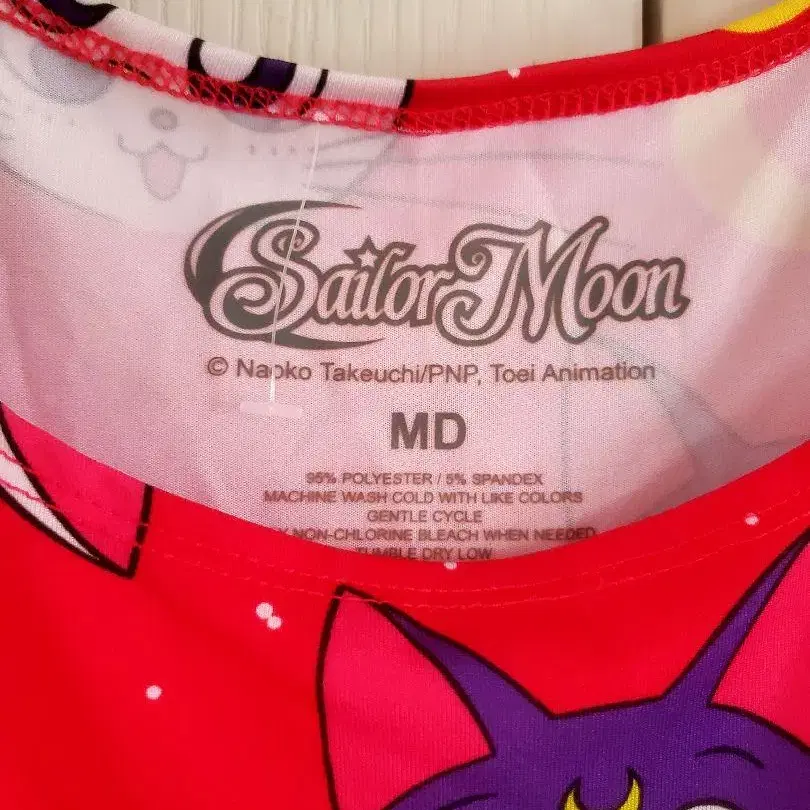 Sailor Moon
© Naoko Takeuchi/PNP, Toei Animation
MD
95% POLYESTER / 5% SPANDEX
MACHINE WASH COLD WITH LIKE COLORS
GENTLE CYCLE
NON-CHLORINE BLEACH WHEN NEEDED
TUMBLE DRY LOW